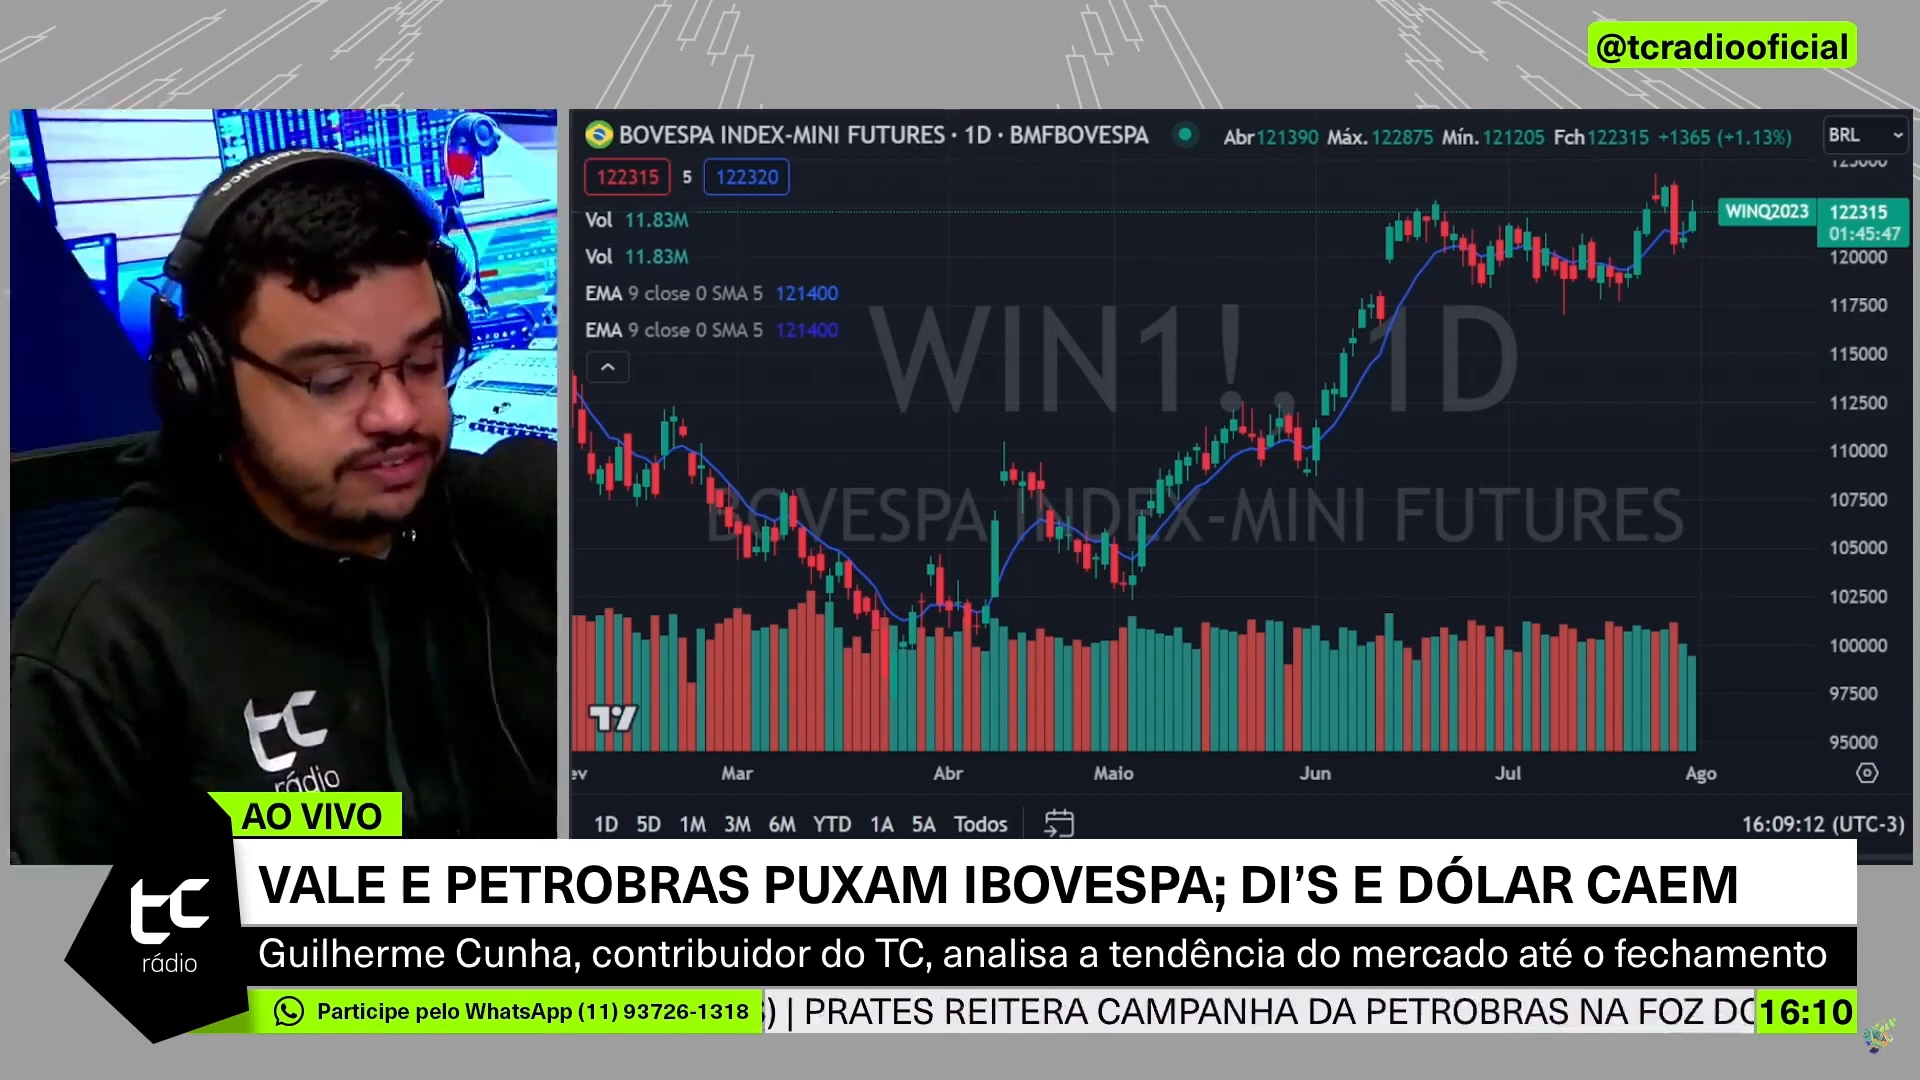 @tcradiooficial
BOVESPA INDEX-MINI FUTURES · 1D · BMFBOVESPA
Abr121390 Máx.122875 Mín.121205 Fch122315 +1365 (+1.13%)
BRL
122315 5 122320
Vol 11.83M
Vol 11.83M
EMA 9 close 0 SMA 5 121400
EMA 9 close 0 SMA 5 121400
WIN1!, 1D
BOVESPA INDEX-MINI FUTURES
125000
WINQ2023 122315
01:45:47
120000
117500
115000
112500
110000
107500
105000
102500
100000
97500
95000
ev Mar Abr Maio Jun Jul Ago
1D 5D 1M 3M 6M YTD 1A 5A Todos
16:09:12 (UTC-3)
technica
tc
rádio
AO VIVO
VALE E PETROBRAS PUXAM IBOVESPA; DI'S E DÓLAR CAEM
Guilherme Cunha, contribuidor do TC, analisa a tendência do mercado até o fechamento
tc
rádio
Participe pelo WhatsApp (11) 93726-1318
) | PRATES REITERA CAMPANHA DA PETROBRAS NA FOZ DO
16:10